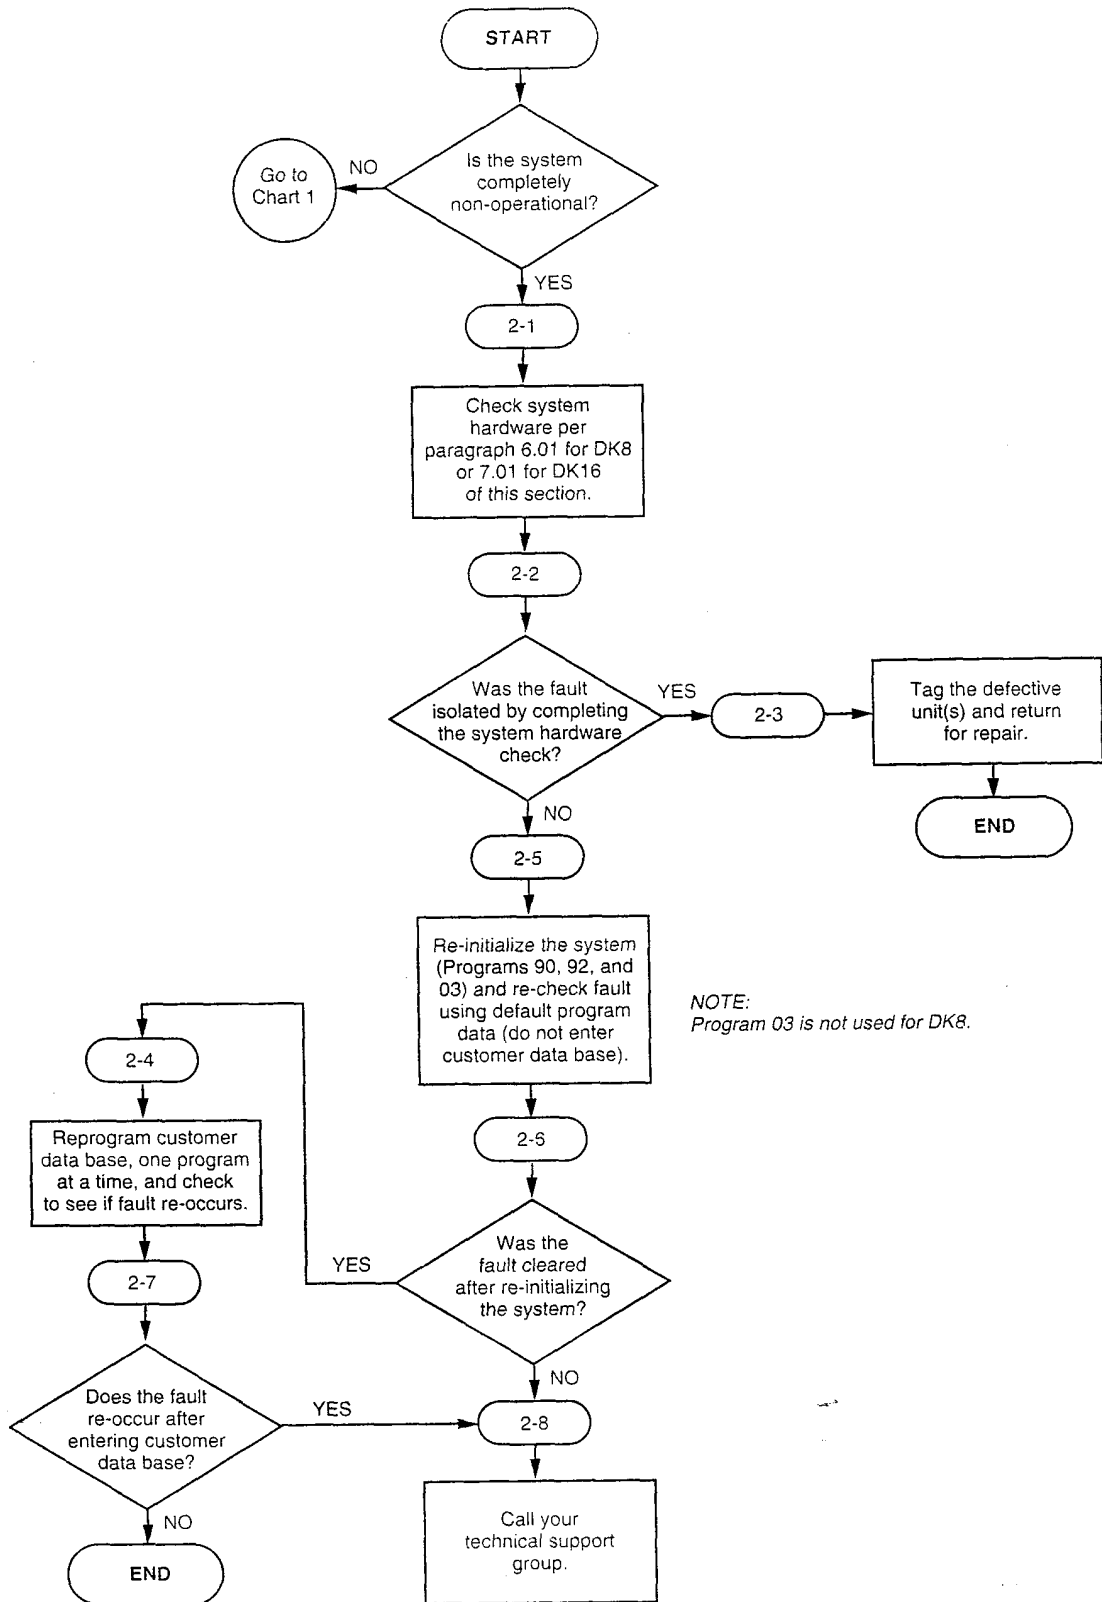 START
Is the system
completely
non-operational?
NO
Go to
Chart 1
YES
2-1
Check system
hardware per
paragraph 6.01 for DK8
or 7.01 for DK16
of this section.
2-2
Was the fault
isolated by completing
the system hardware
check?
YES
2-3
Tag the defective
unit(s) and return
for repair.
END
NO
2-5
Re-initialize the system
(Programs 90, 92, and
03) and re-check fault
using default program
data (do not enter
customer data base).
NOTE:
Program 03 is not used for DK8.
2-6
Was the
fault cleared
after re-initializing
the system?
YES
2-4
Reprogram customer
data base, one program
at a time, and check
to see if fault re-occurs.
2-7
Does the fault
re-occur after
entering customer
data base?
YES
NO
END
NO
2-8
Call your
technical support
group.